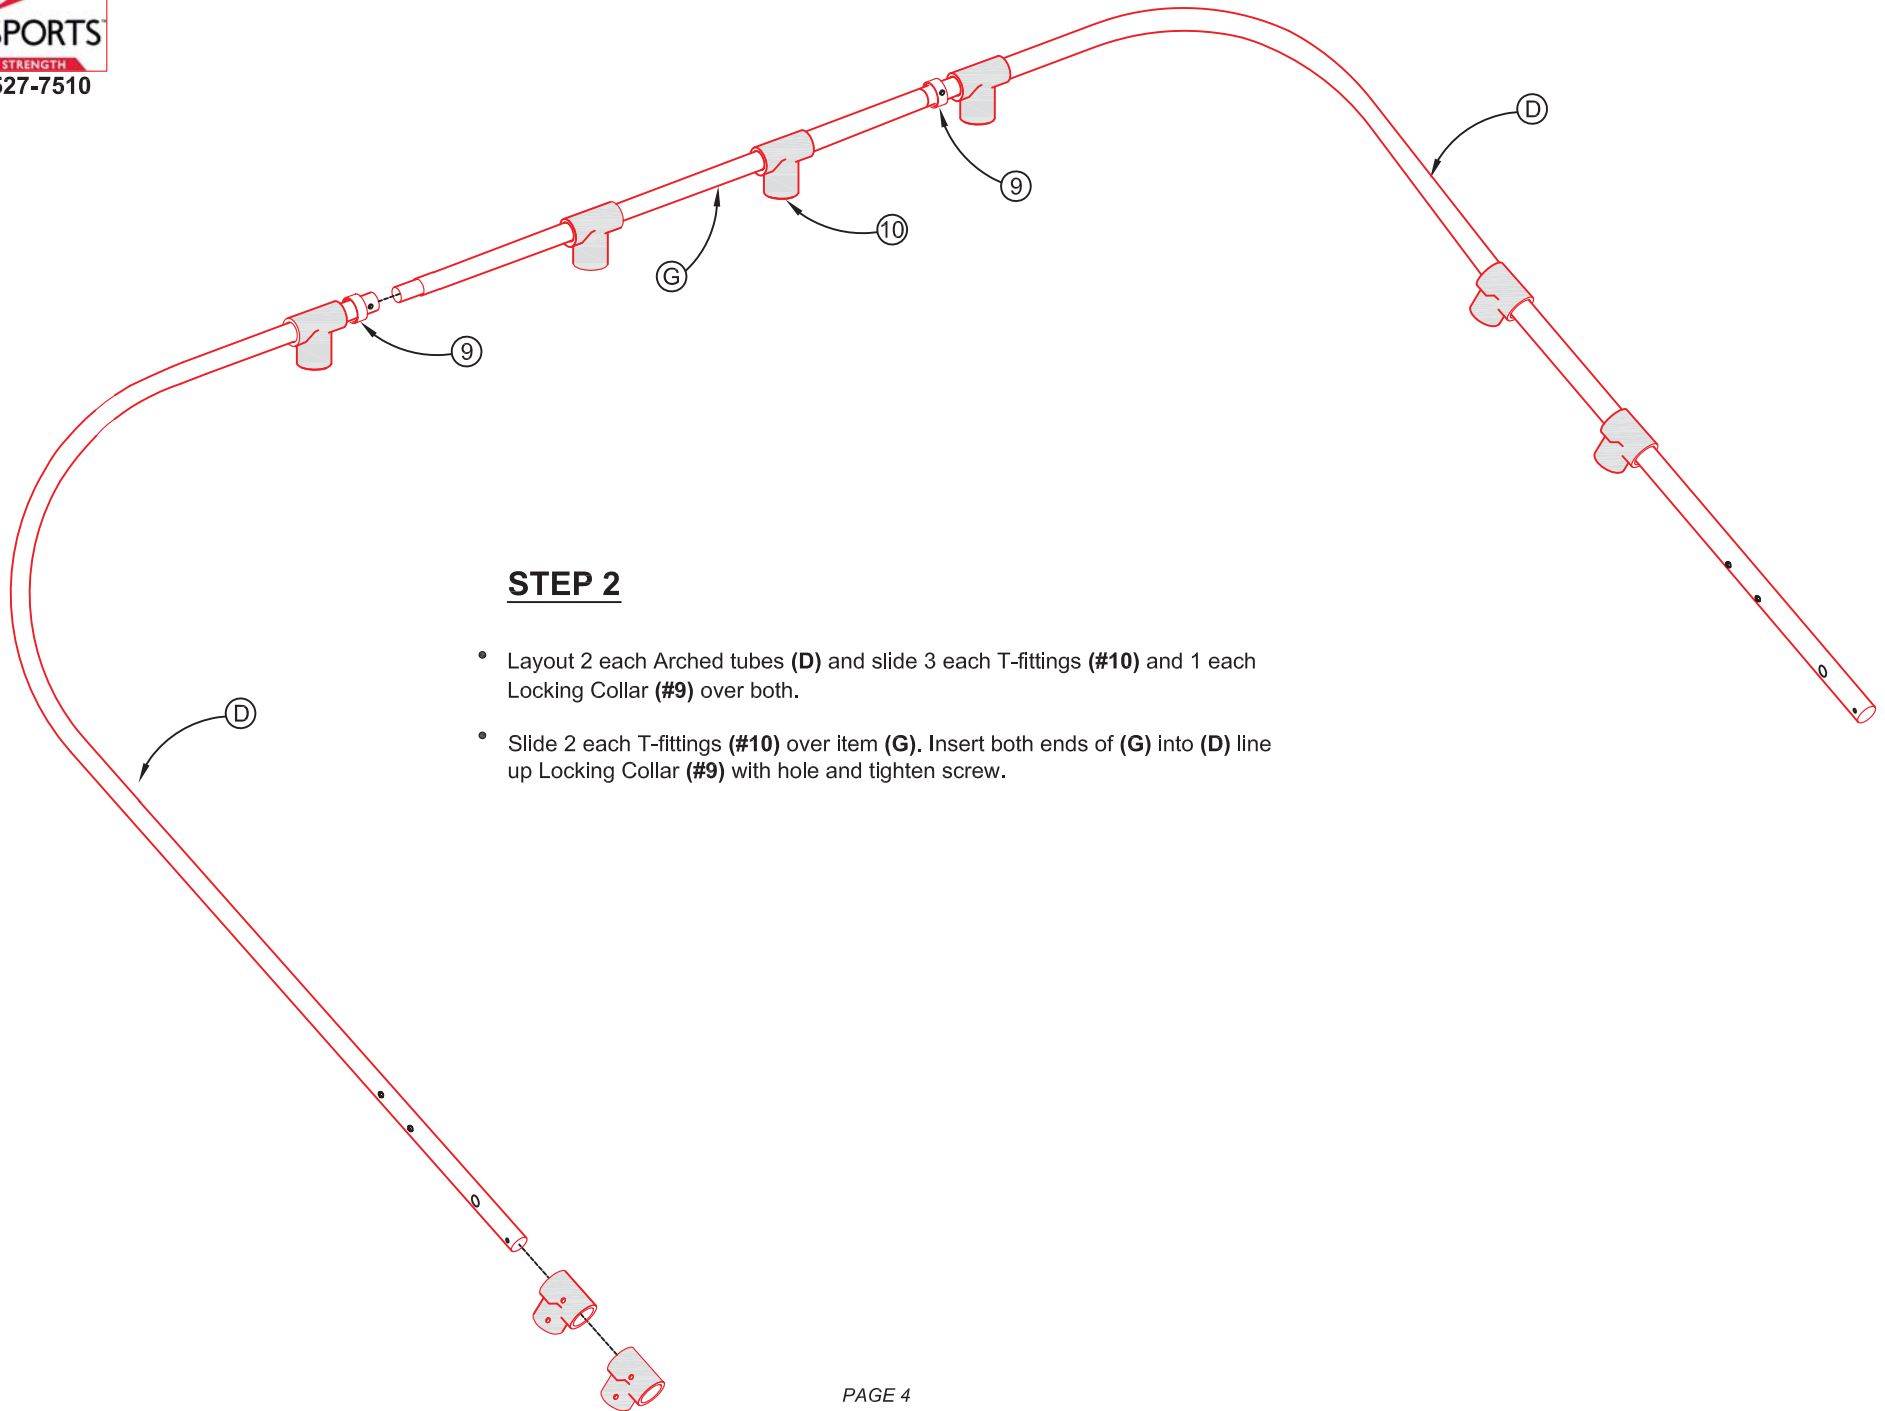 SPORTS™
STRENGTH
527-7510
D
9
10
G
9
D
STEP 2
• Layout 2 each Arched tubes (D) and slide 3 each T-fittings (#10) and 1 each
Locking Collar (#9) over both.
• Slide 2 each T-fittings (#10) over item (G). Insert both ends of (G) into (D) line
up Locking Collar (#9) with hole and tighten screw.
PAGE 4